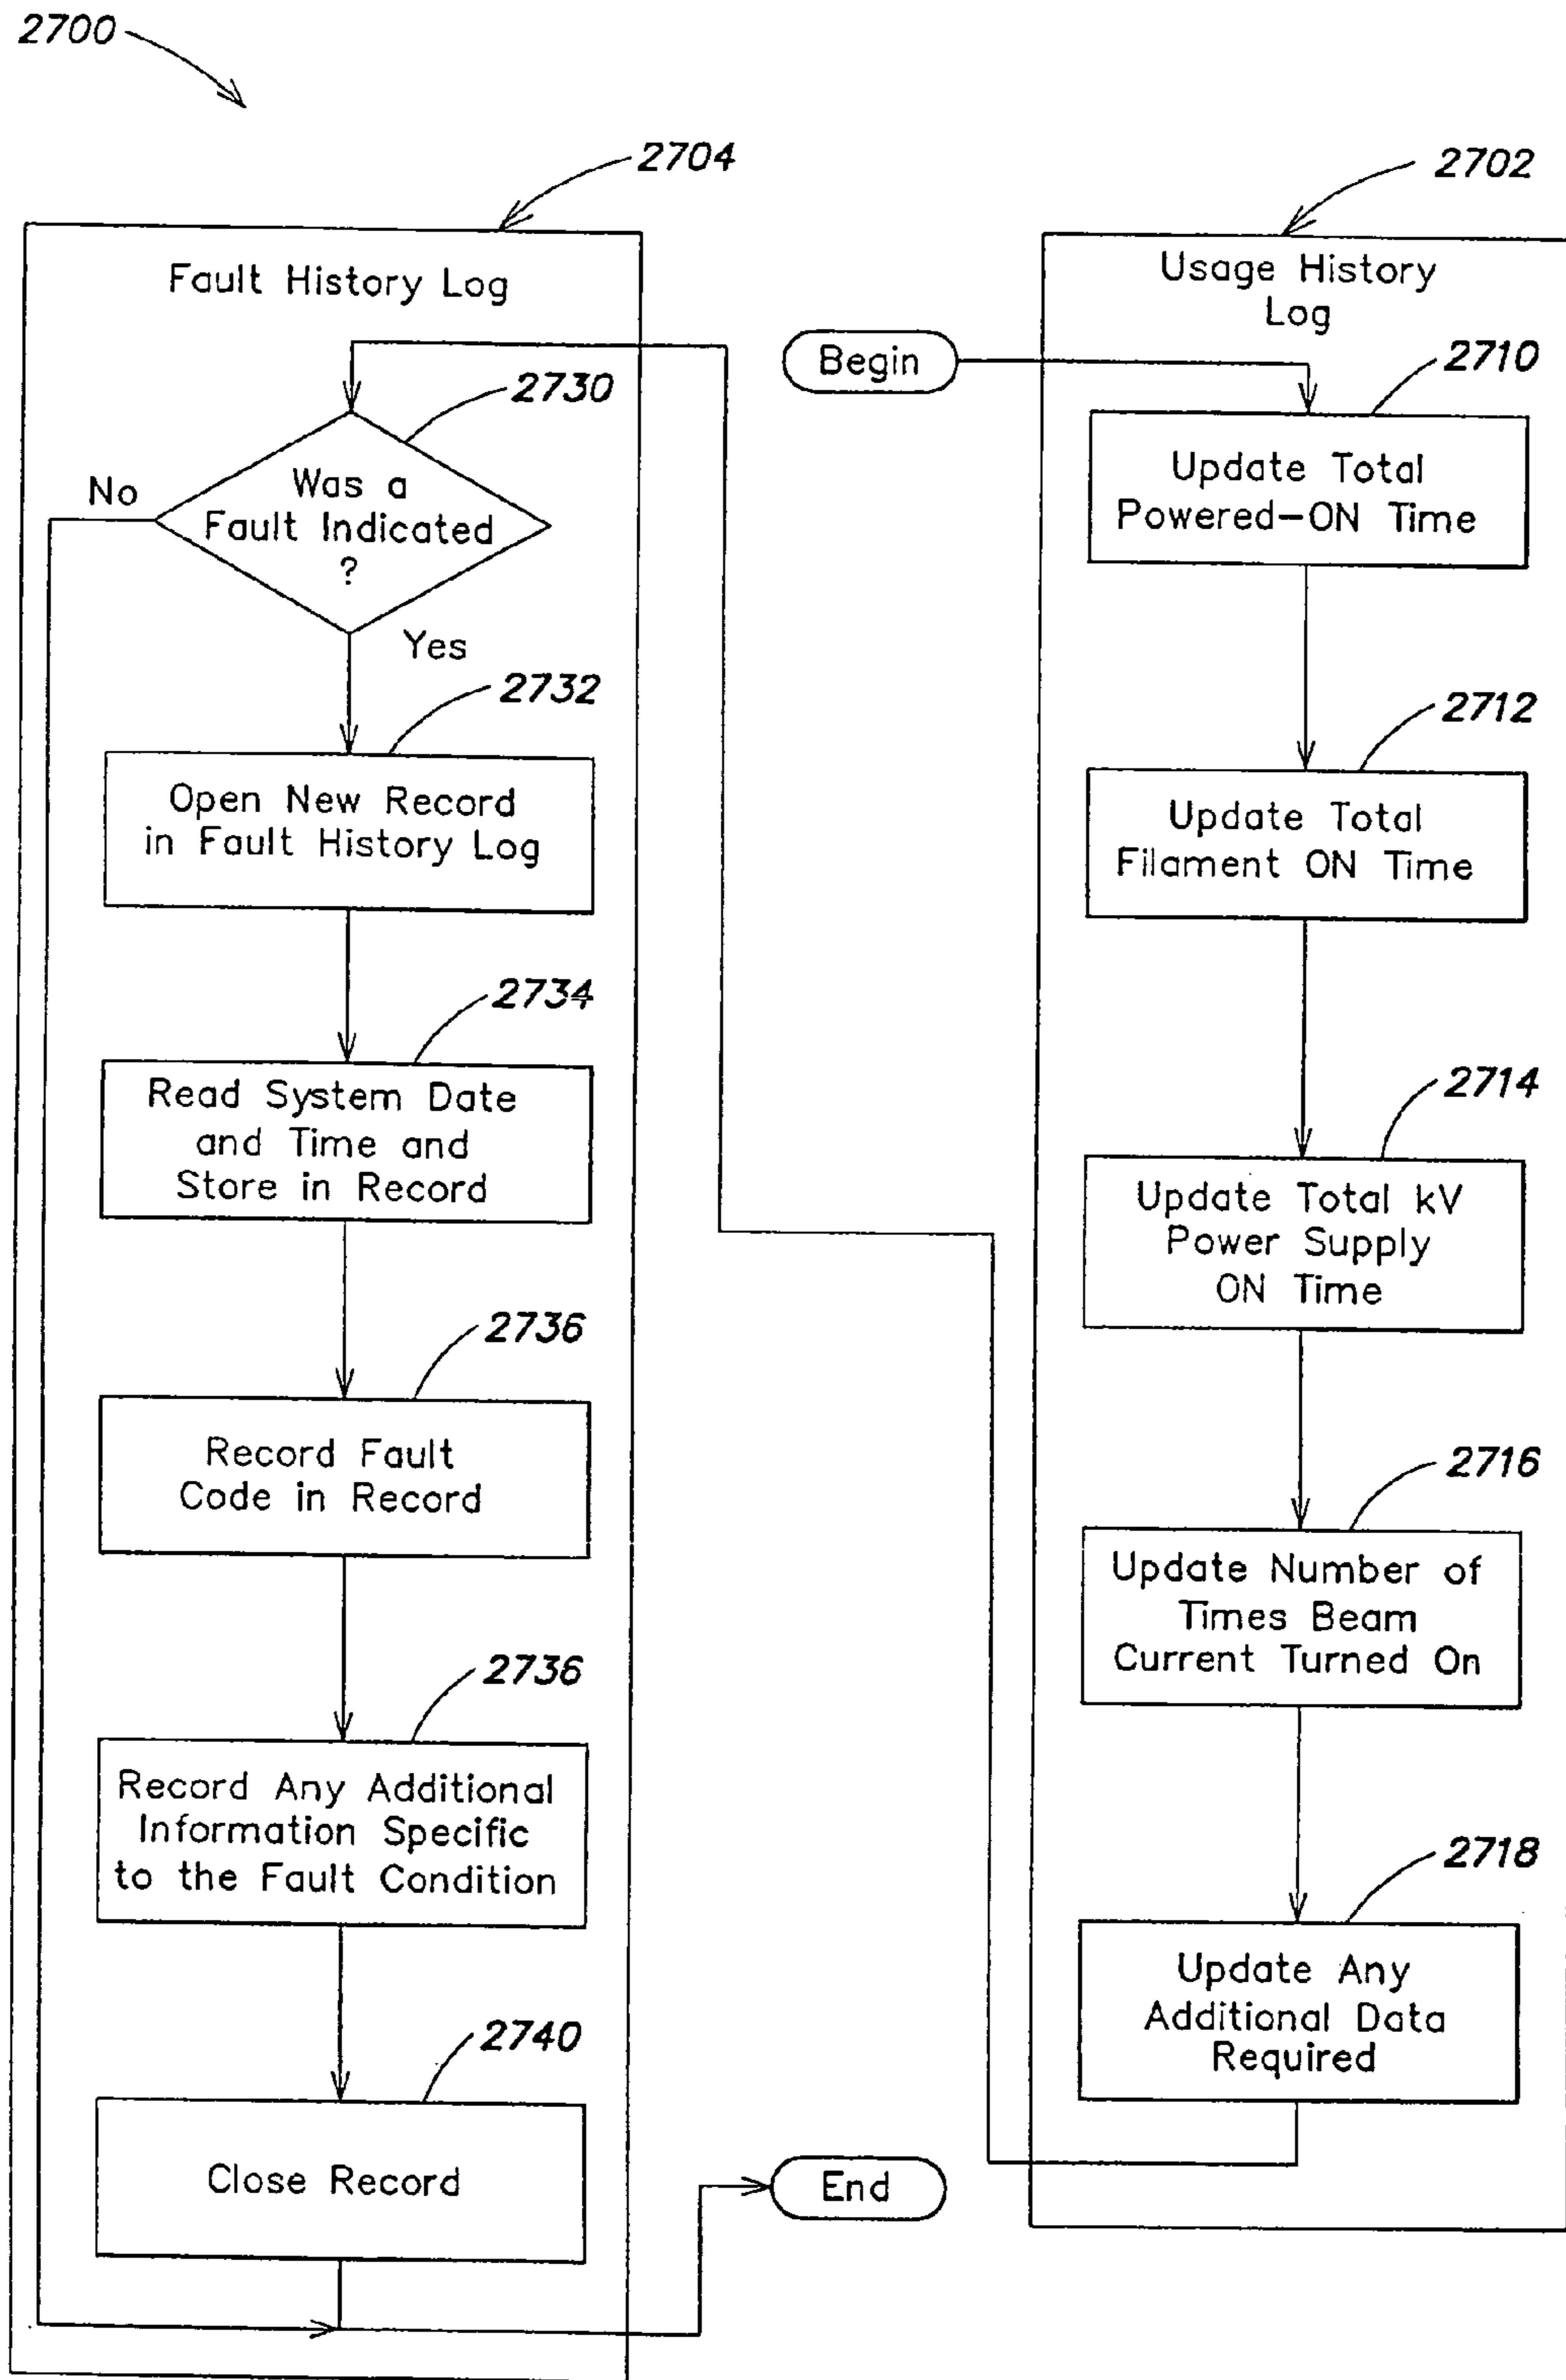 2700
2704
Fault History Log
2730
Was a
Fault Indicated
?
No
Yes
2732
Open New Record
in Fault History Log
2734
Read System Date
and Time and
Store in Record
2736
Record Fault
Code in Record
2736
Record Any Additional
Information Specific
to the Fault Condition
2740
Close Record
Begin
End
2702
Usage History
Log
2710
Update Total
Powered-ON Time
2712
Update Total
Filament ON Time
2714
Update Total kV
Power Supply
ON Time
2716
Update Number of
Times Beam
Current Turned On
2718
Update Any
Additional Data
Required